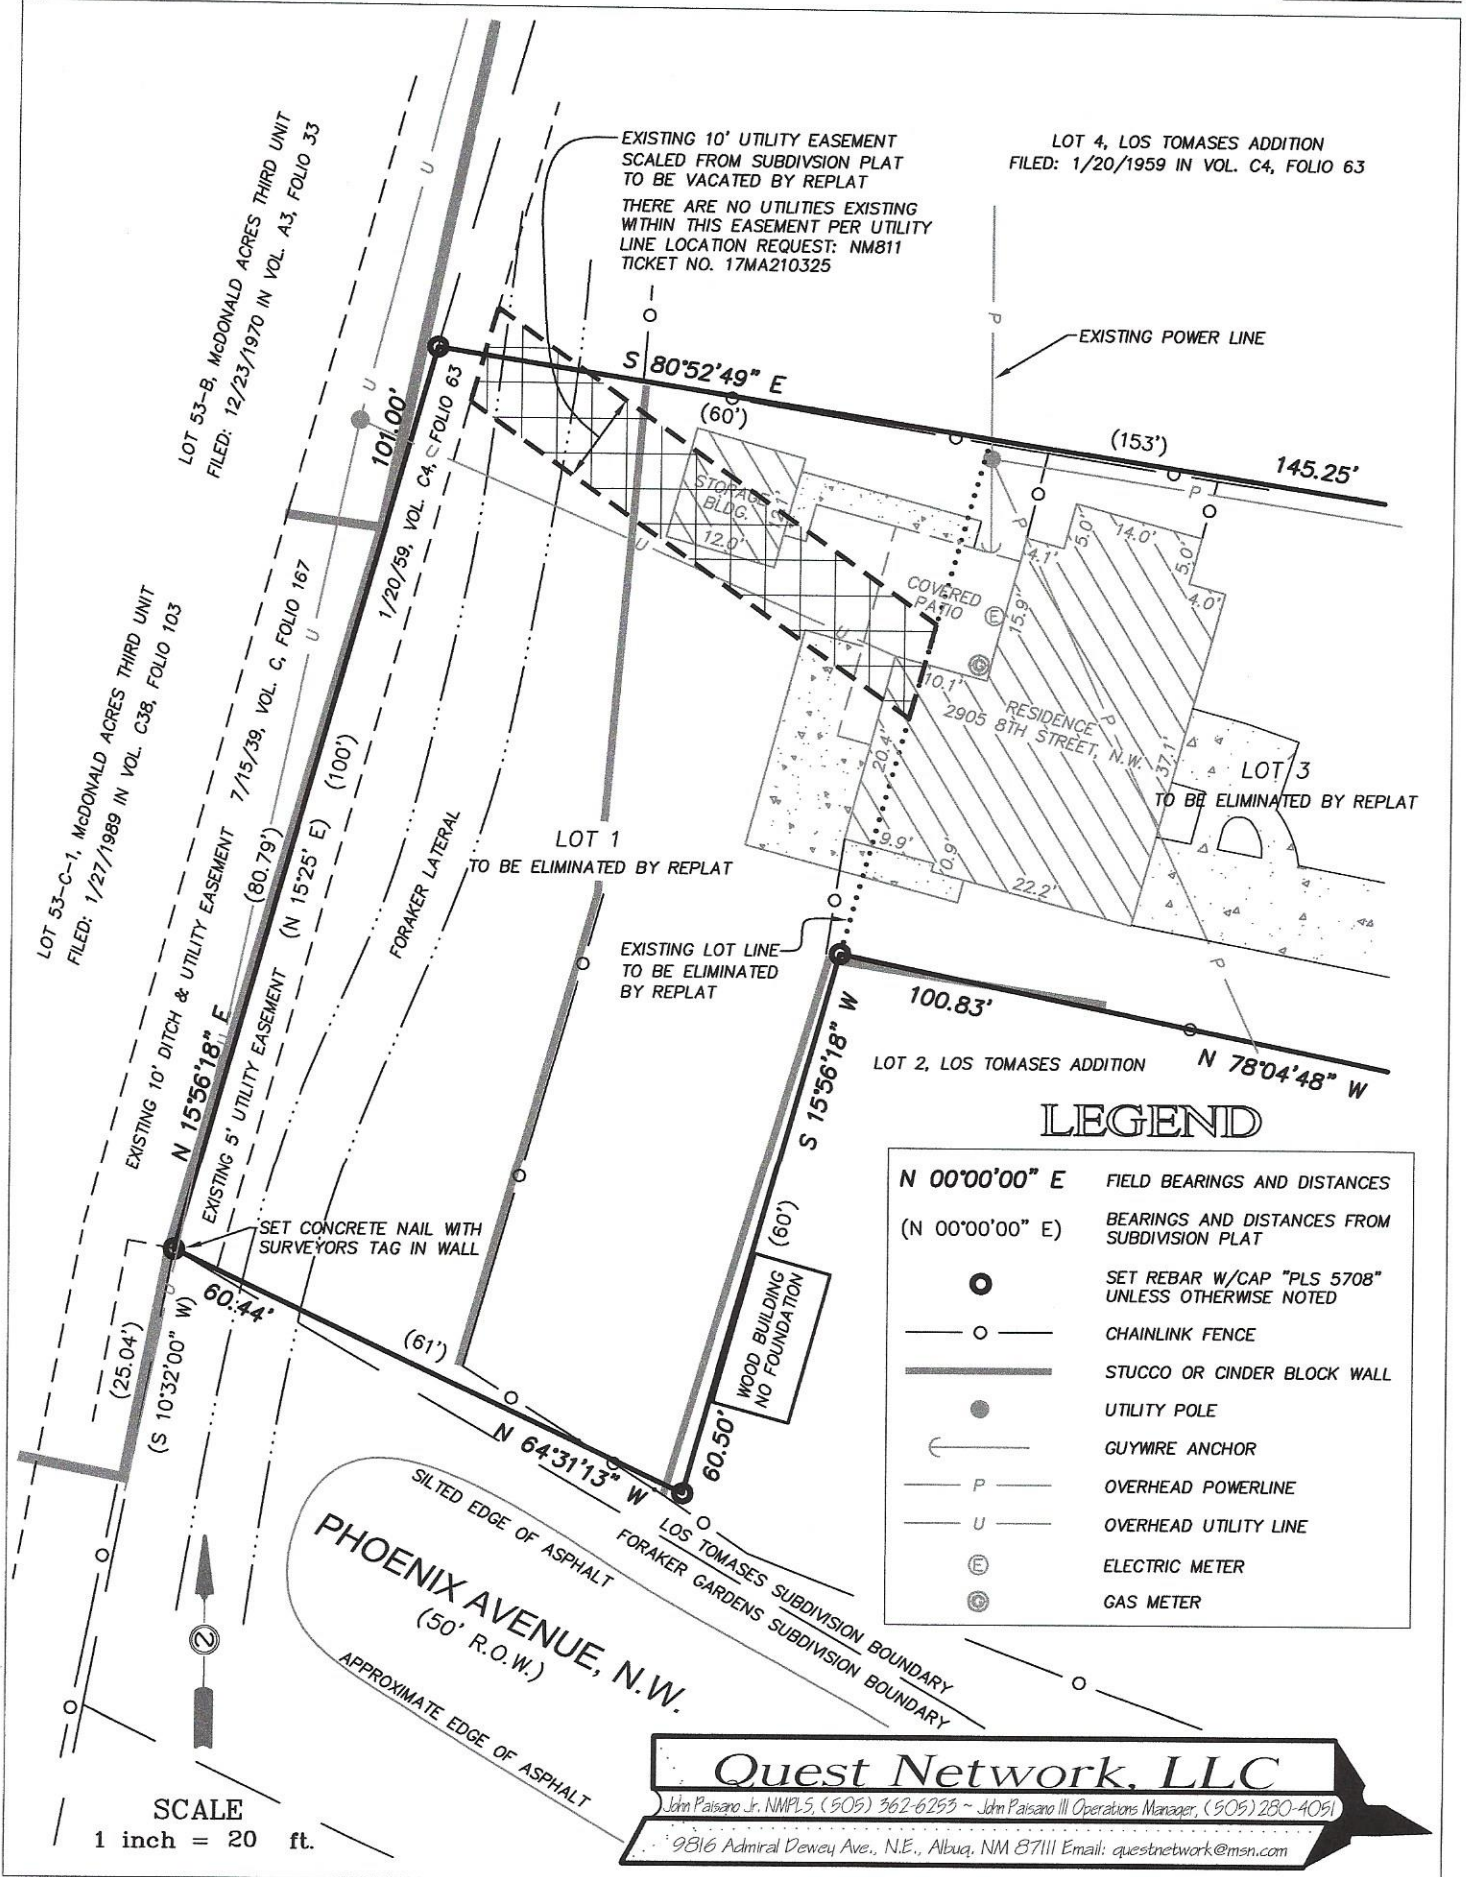 EXISTING 10' UTILITY EASEMENT
SCALED FROM SUBDIVSION PLAT
TO BE VACATED BY REPLAT
THERE ARE NO UTILITIES EXISTING
WITHIN THIS EASEMENT PER UTILITY
LINE LOCATION REQUEST: NM811
TICKET NO. 17MA210325
LOT 4, LOS TOMASES ADDITION
FILED: 1/20/1959 IN VOL. C4, FOLIO 63
LOT 53-B, McDONALD ACRES THIRD UNIT
FILED: 12/23/1970 IN VOL. A3, FOLIO 33
U
U
P
EXISTING POWER LINE
S 80°52'49" E
(60')
(153')
145.25'
101.00'
1/20/59, VOL. C4, FOLIO 63
P
P
U
U
STORAGE
BLDG.
12.1'
12.0'
COVERED
PATIO
E
G
4.1'
5.0'
14.0'
5.0'
4.0'
15.9'
10.1'
RESIDENCE
2905 8TH STREET, N.W.
P
20.4'
37.1'
9.9'
0.9'
22.2'
LOT 3
TO BE ELIMINATED BY REPLAT
LOT 53-C-1, McDONALD ACRES THIRD UNIT
FILED: 1/27/1989 IN VOL. C38, FOLIO 103
EXISTING 10' DITCH & UTILITY EASEMENT 7/15/39, VOL. C, FOLIO 167
U
(80.79')
(N 15°25' E) (100')
N 15°56'18" E
EXISTING 5' UTILITY EASEMENT
FORAKER LATERAL
LOT 1
TO BE ELIMINATED BY REPLAT
EXISTING LOT LINE
TO BE ELIMINATED
BY REPLAT
100.83'
P
LOT 2, LOS TOMASES ADDITION
N 78°04'48" W
S 15°56'18" W
(60')
60.50'
WOOD BUILDING
NO FOUNDATION
SET CONCRETE NAIL WITH
SURVEYORS TAG IN WALL
60.44'
(61')
N 64°31'13" W
(25.04')
(S 10°32'00" W)
SILTED EDGE OF ASPHALT
PHOENIX AVENUE, N.W.
(50' R.O.W.)
APPROXIMATE EDGE OF ASPHALT
LOS TOMASES SUBDIVISION BOUNDARY
FORAKER GARDENS SUBDIVISION BOUNDARY
LEGEND
N 00°00'00" E FIELD BEARINGS AND DISTANCES
(N 00°00'00" E) BEARINGS AND DISTANCES FROM
SUBDIVISION PLAT
SET REBAR W/CAP "PLS 5708"
UNLESS OTHERWISE NOTED
CHAINLINK FENCE
STUCCO OR CINDER BLOCK WALL
UTILITY POLE
GUYWIRE ANCHOR
P OVERHEAD POWERLINE
U OVERHEAD UTILITY LINE
E ELECTRIC METER
G GAS METER
SCALE
1 inch = 20 ft.
Quest Network, LLC
John Paisano Jr. NMPLS, (505) 362-6253 ~ John Paisano III Operations Manager, (505) 280-4051
9816 Admiral Dewey Ave., N.E., Albuq. NM 87111 Email: questnetwork@msn.com